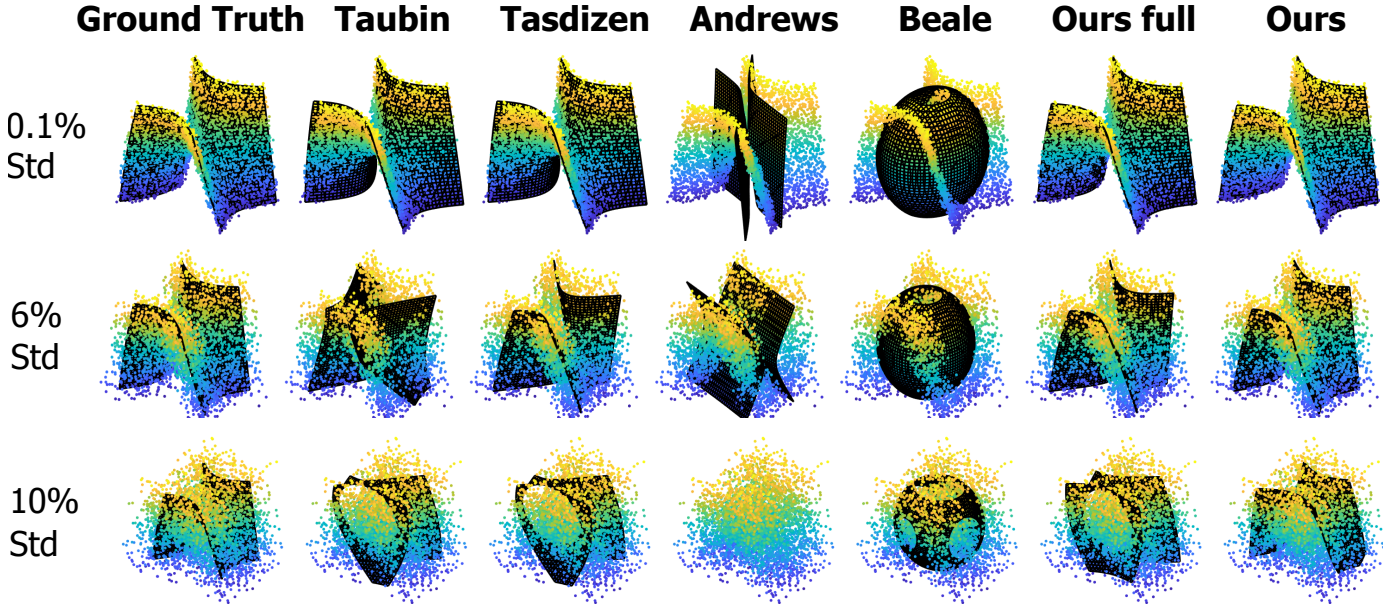 Ground Truth Taubin Tasdizen Andrews Beale Ours full Ours
0.1%
Std
6%
Std
10%
Std